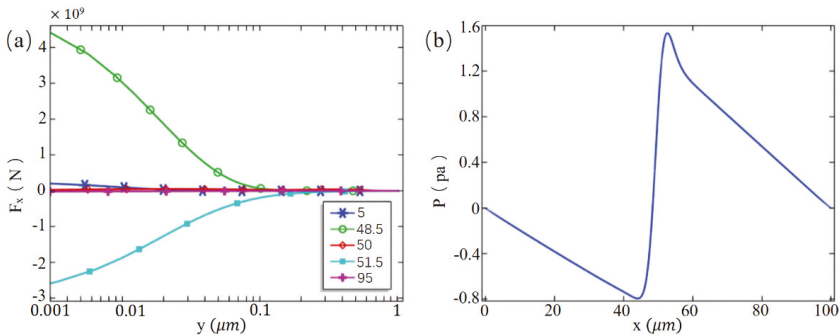 (a)
× 10⁹
4
3
2
1
0
-1
-2
-3
Fₓ ( N )
0.001 0.01 0.1 1
y (μm)
5
48.5
50
51.5
95
(b)
1.6
1.2
0.8
0.4
0
-0.4
-0.8
P ( pa )
0 20 40 60 80 100
x (μm)